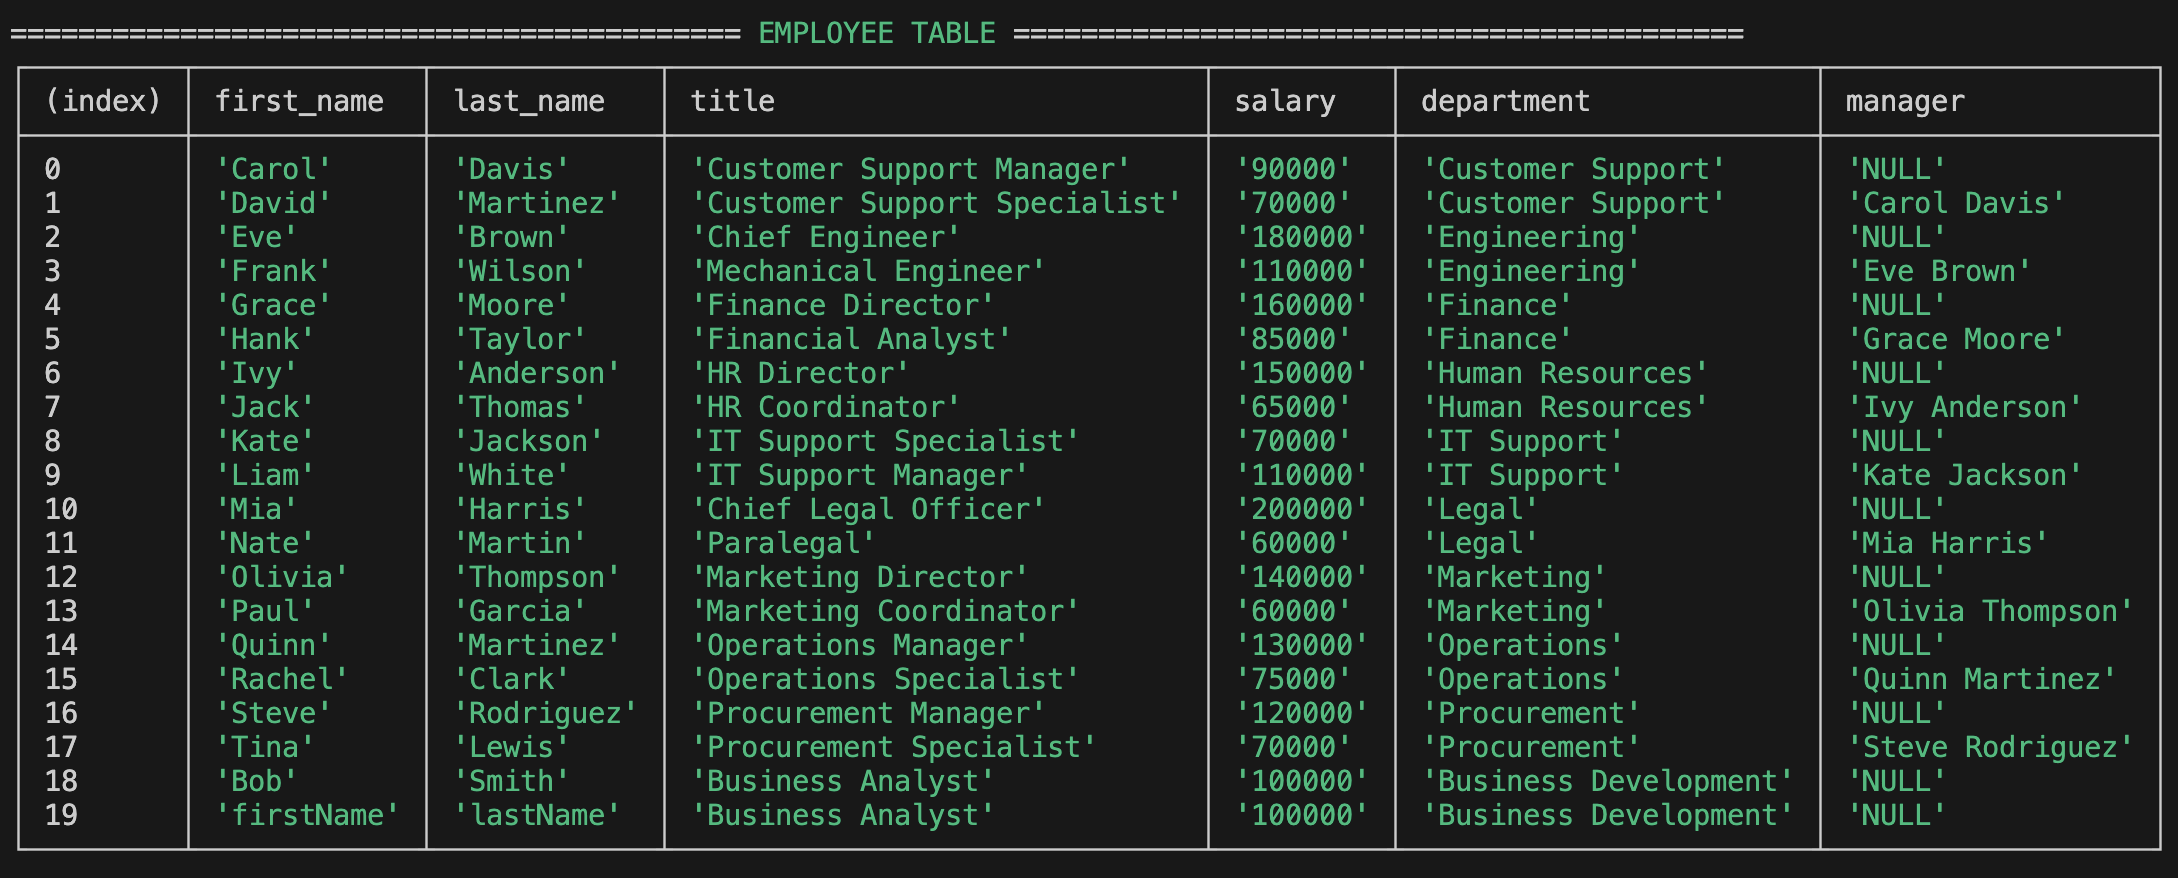 =========================================== EMPLOYEE TABLE ===========================================
(index) first_name last_name title salary department manager
0 'Carol' 'Davis' 'Customer Support Manager' '90000' 'Customer Support' 'NULL'
1 'David' 'Martinez' 'Customer Support Specialist' '70000' 'Customer Support' 'Carol Davis'
2 'Eve' 'Brown' 'Chief Engineer' '180000' 'Engineering' 'NULL'
3 'Frank' 'Wilson' 'Mechanical Engineer' '110000' 'Engineering' 'Eve Brown'
4 'Grace' 'Moore' 'Finance Director' '160000' 'Finance' 'NULL'
5 'Hank' 'Taylor' 'Financial Analyst' '85000' 'Finance' 'Grace Moore'
6 'Ivy' 'Anderson' 'HR Director' '150000' 'Human Resources' 'NULL'
7 'Jack' 'Thomas' 'HR Coordinator' '65000' 'Human Resources' 'Ivy Anderson'
8 'Kate' 'Jackson' 'IT Support Specialist' '70000' 'IT Support' 'NULL'
9 'Liam' 'White' 'IT Support Manager' '110000' 'IT Support' 'Kate Jackson'
10 'Mia' 'Harris' 'Chief Legal Officer' '200000' 'Legal' 'NULL'
11 'Nate' 'Martin' 'Paralegal' '60000' 'Legal' 'Mia Harris'
12 'Olivia' 'Thompson' 'Marketing Director' '140000' 'Marketing' 'NULL'
13 'Paul' 'Garcia' 'Marketing Coordinator' '60000' 'Marketing' 'Olivia Thompson'
14 'Quinn' 'Martinez' 'Operations Manager' '130000' 'Operations' 'NULL'
15 'Rachel' 'Clark' 'Operations Specialist' '75000' 'Operations' 'Quinn Martinez'
16 'Steve' 'Rodriguez' 'Procurement Manager' '120000' 'Procurement' 'NULL'
17 'Tina' 'Lewis' 'Procurement Specialist' '70000' 'Procurement' 'Steve Rodriguez'
18 'Bob' 'Smith' 'Business Analyst' '100000' 'Business Development' 'NULL'
19 'firstName' 'lastName' 'Business Analyst' '100000' 'Business Development' 'NULL'